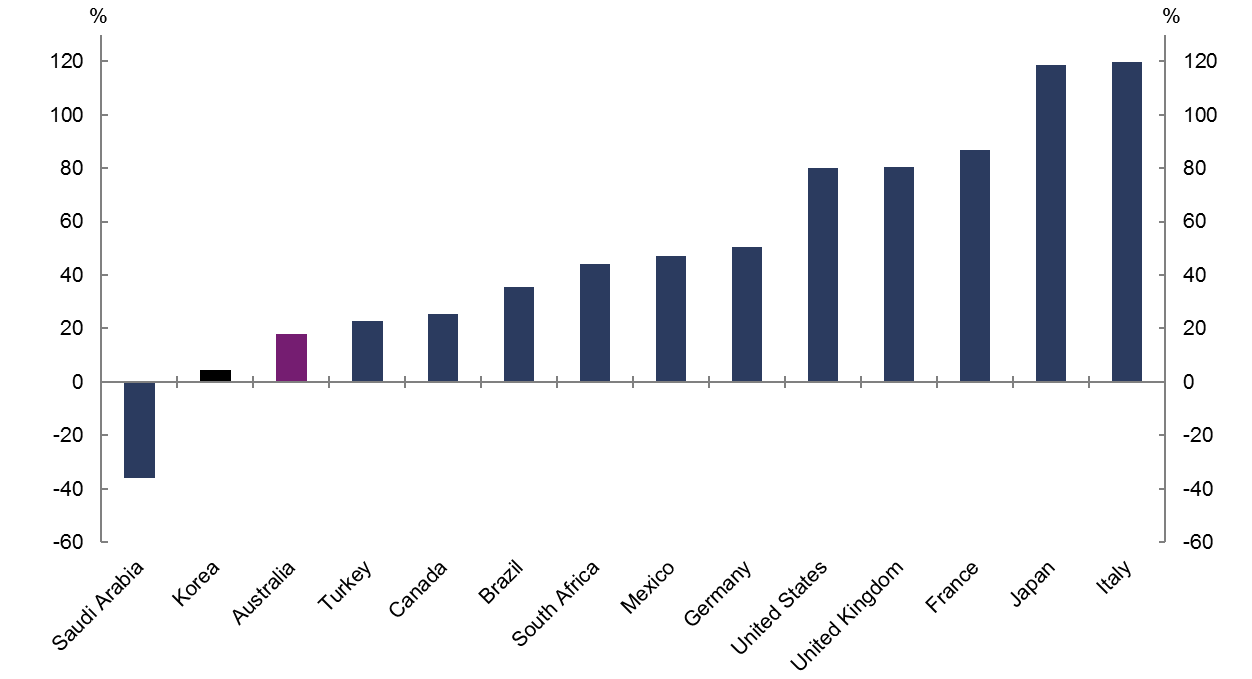 %
%
120
120
100
100
80
80
60
60
40
40
20
20
0
0
-20
-20
-40
-40
-60
-60
Saudi Arabia
Korea
Australia
Turkey
Canada
Brazil
South Africa
Mexico
Germany
United States
United Kingdom
France
Japan
Italy